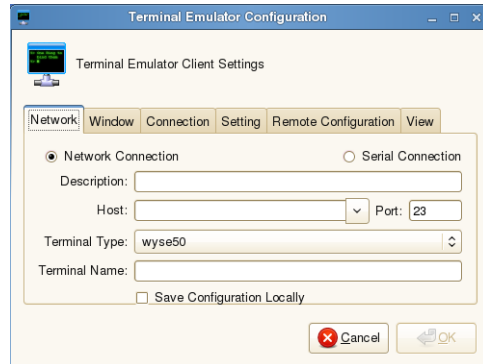 Terminal Emulator Configuration
Terminal Emulator Client Settings
Network Window Connection Setting Remote Configuration View
Network Connection Serial Connection
Description:
Host: Port: 23
Terminal Type: wyse50
Terminal Name:
Save Configuration Locally
Cancel OK